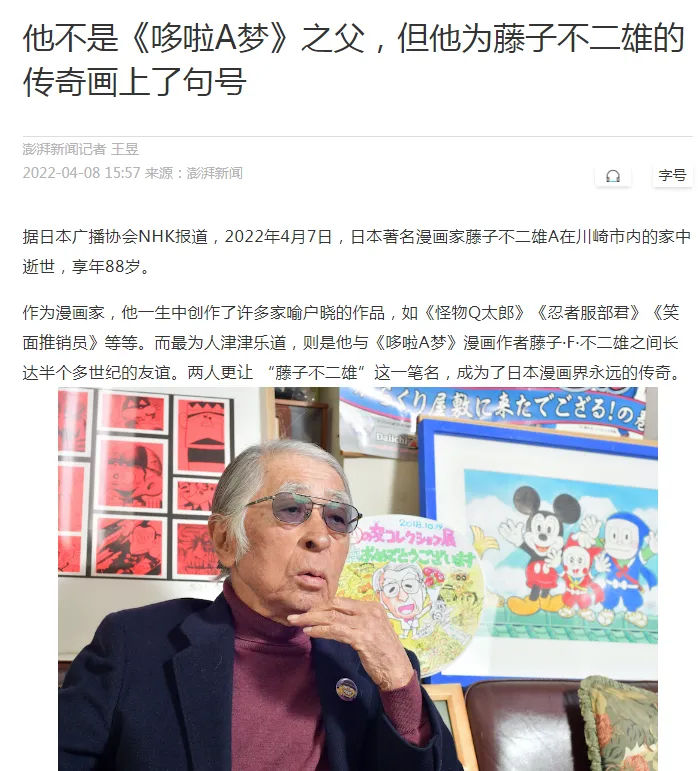 他不是《哆啦A梦》之父，但他为藤子不二雄的
传奇画上了句号
澎湃新闻记者 王昱
2022-04-08 15:57 来源：澎湃新闻
字号
据日本广播协会NHK报道，2022年4月7日，日本著名漫画家藤子不二雄A在川崎市内的家中
逝世，享年88岁。
作为漫画家，他一生中创作了许多家喻户晓的作品，如《怪物Q太郎》《忍者服部君》《笑
面推销员》等等。而最为人津津乐道，则是他与《哆啦A梦》漫画作者藤子·F·不二雄之间长
达半个多世纪的友谊。两人更让 “藤子不二雄”这一笔名，成为了日本漫画界永远的传奇。
くり屋敷に来たでござる!の巻
Daiichi
2018.10.19
コレクション展
おめでとうございます